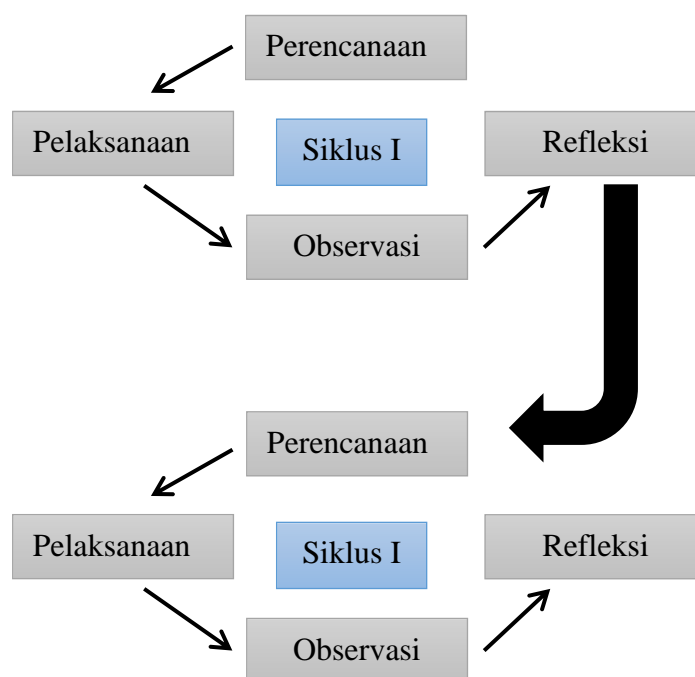 Perencanaan
Pelaksanaan
Siklus I
Refleksi
Observasi
Perencanaan
Pelaksanaan
Siklus I
Refleksi
Observasi